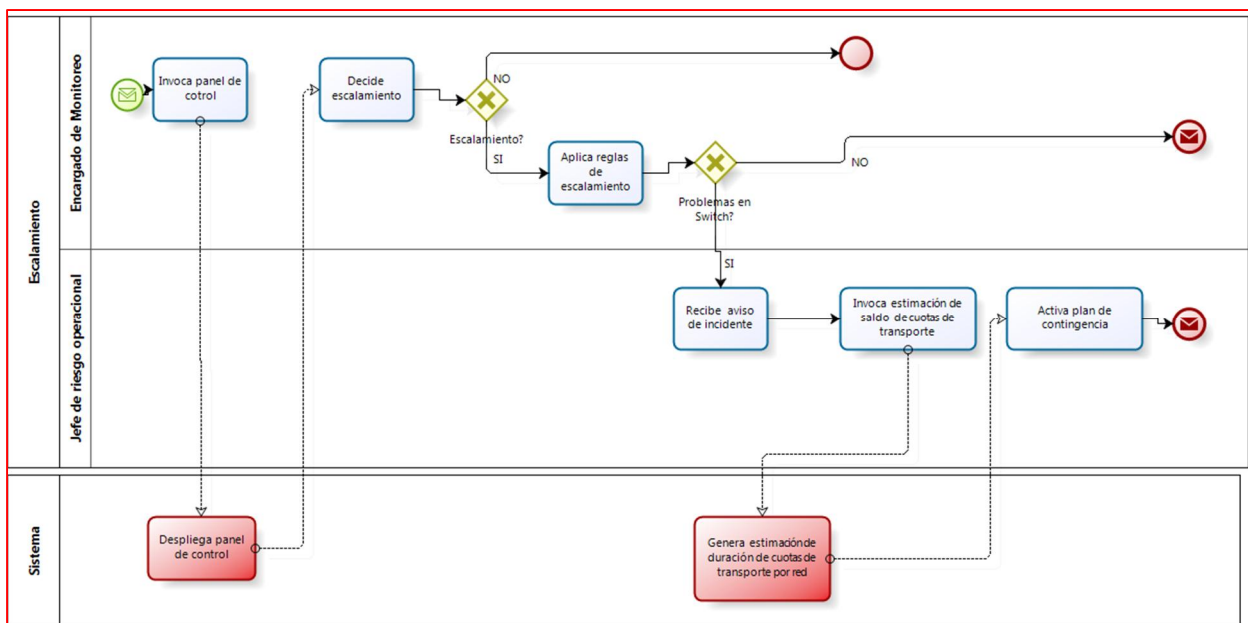 Escalamiento
Encargado de Monitoreo
Invoca panel de
cotrol
Decide
escalamiento
NO
Escalamiento?
SI
Aplica reglas
de
escalamiento
NO
Problemas en
Switch?
SI
Jefe de riesgo operacional
Recibe aviso
de incidente
Invoca estimación de
saldo de cuotas de
transporte
Activa plan de
contingencia
Sistema
Despliega panel
de control
Genera estimación de
duración de cuotas de
transporte por red